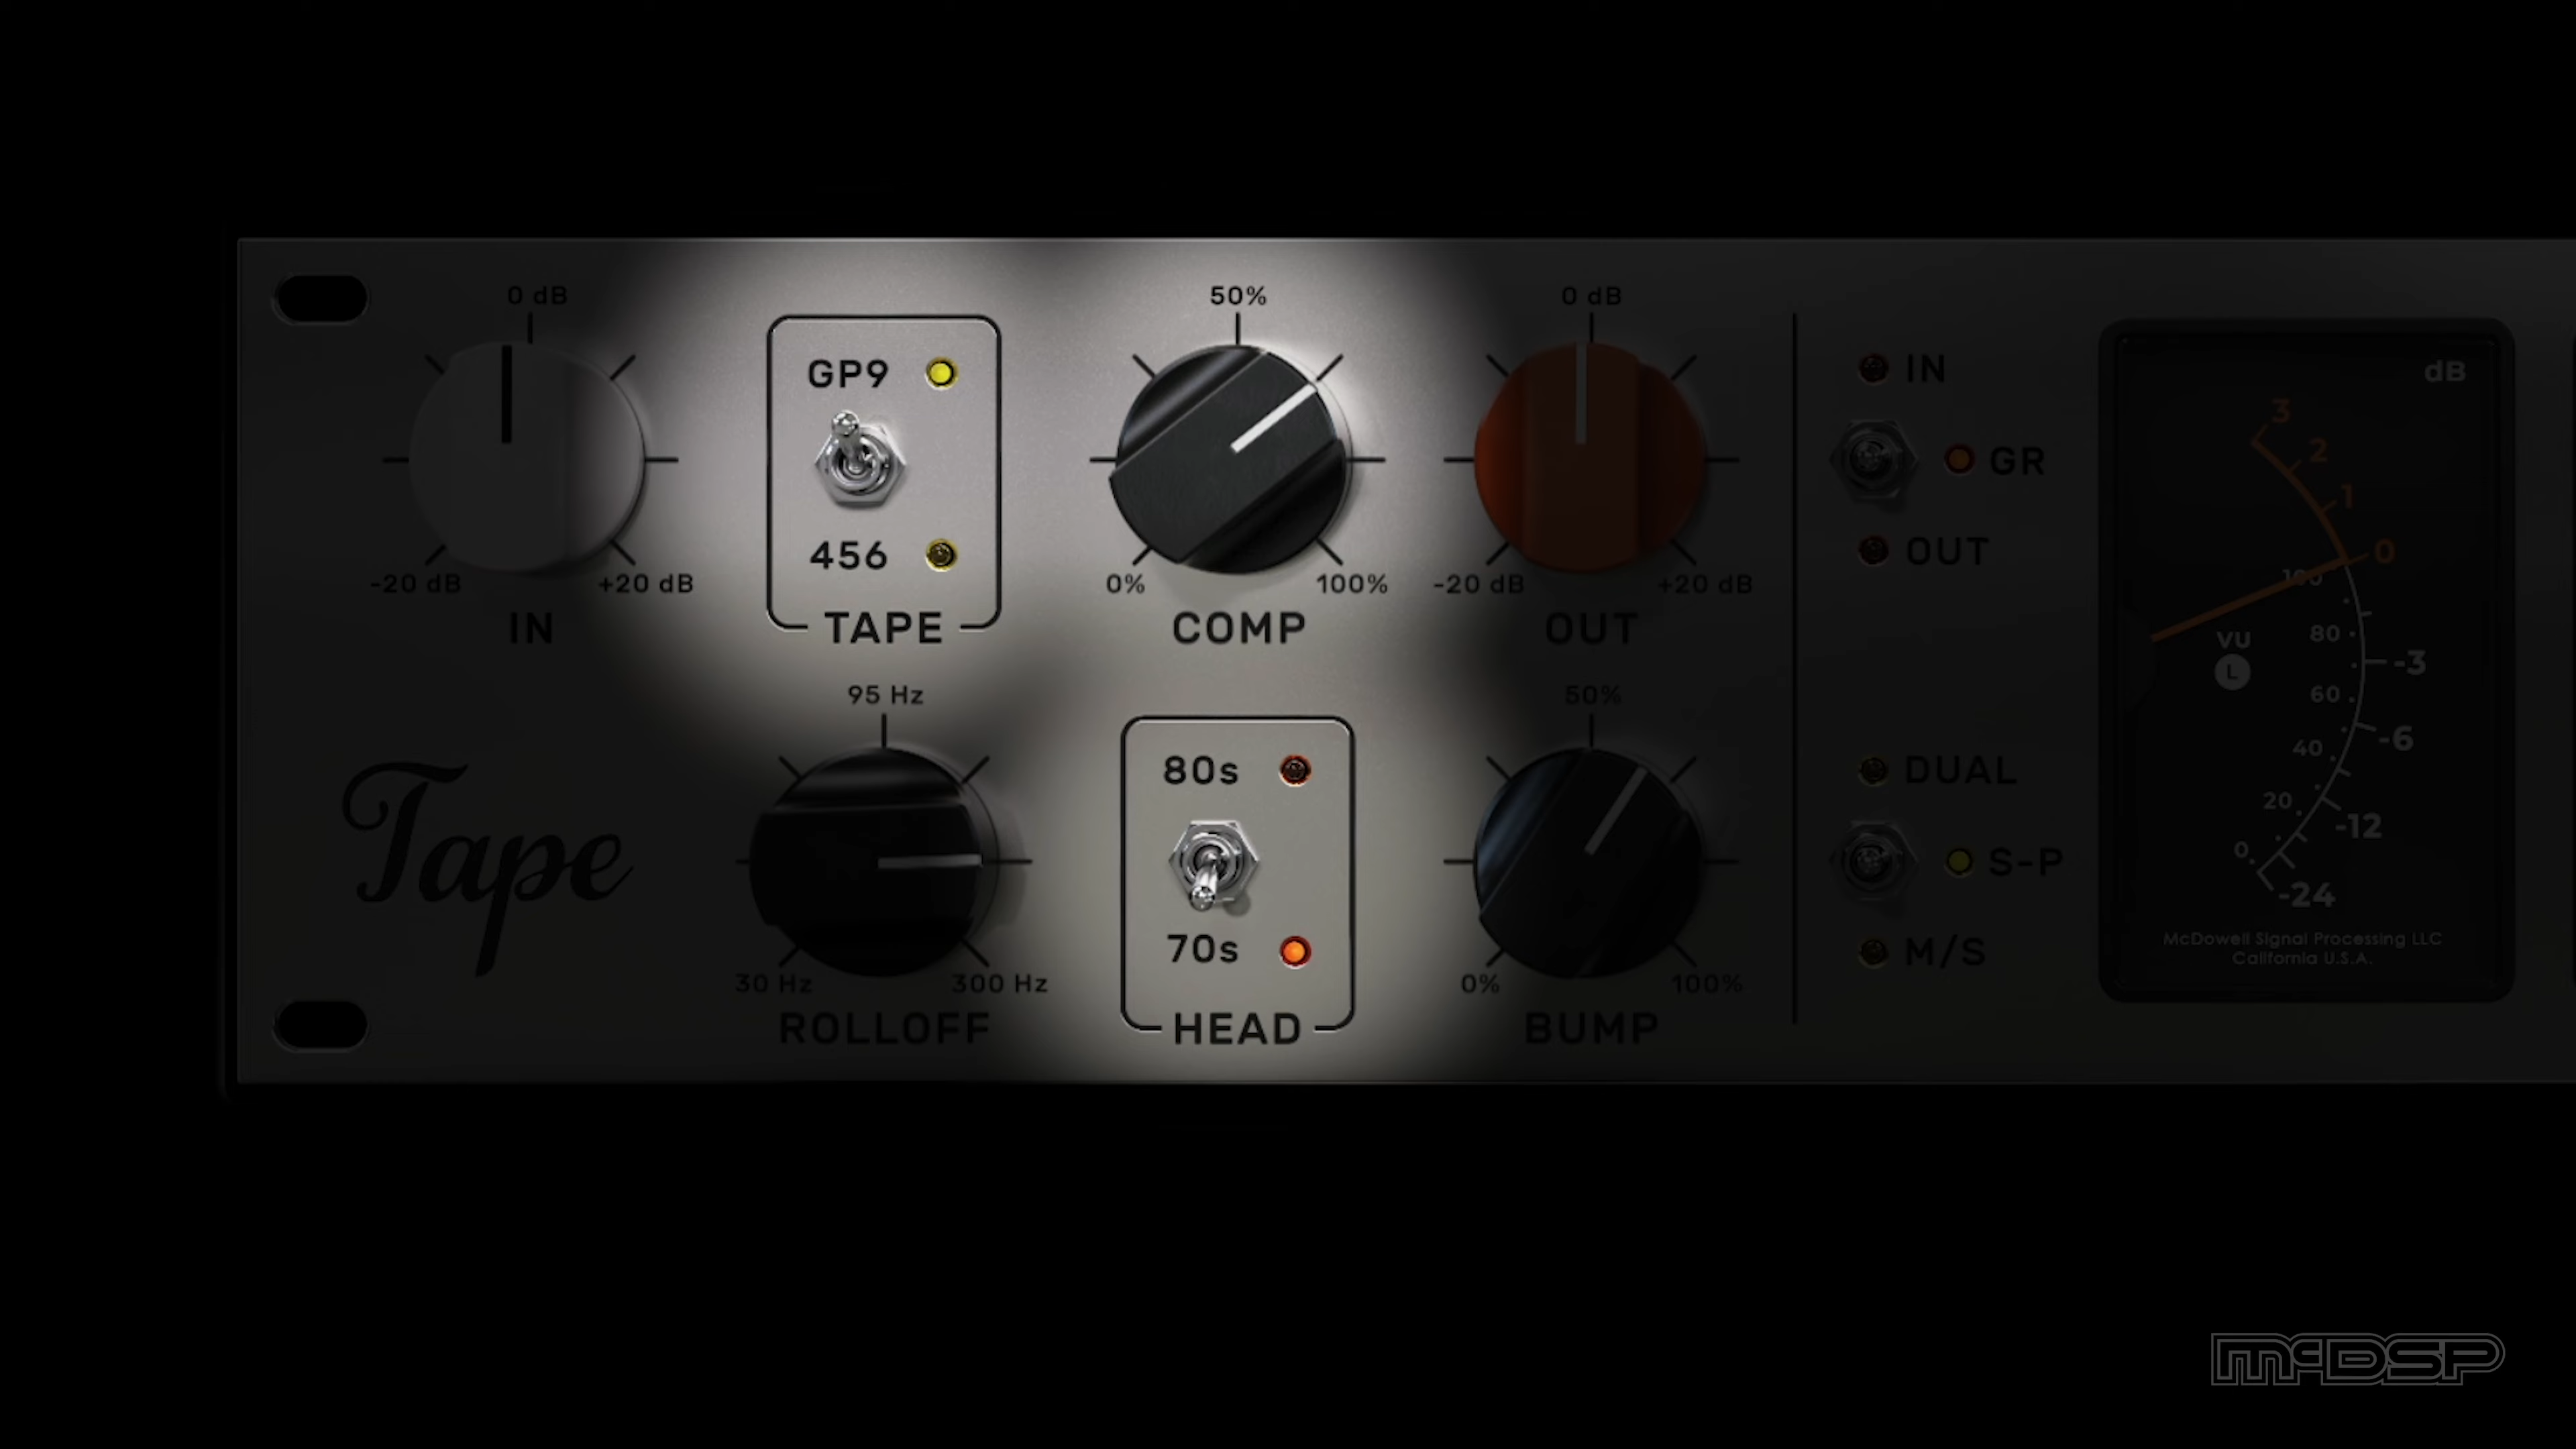 0 dB
-20 dB
+20 dB
IN
GP9
456
TAPE
50%
0%
100%
COMP
0 dB
-20 dB
+20 dB
OUT
IN
GR
OUT
Tape
95 Hz
30 Hz
300 Hz
ROLLOFF
80s
70s
HEAD
50%
0%
100%
BUMP
DUAL
S-P
M/S
dB
3
2
1
0
100
80
-3
60
-6
40
20
-12
0
-24
VU
L
McDowell Signal Processing LLC
California U.S.A.
McDSP